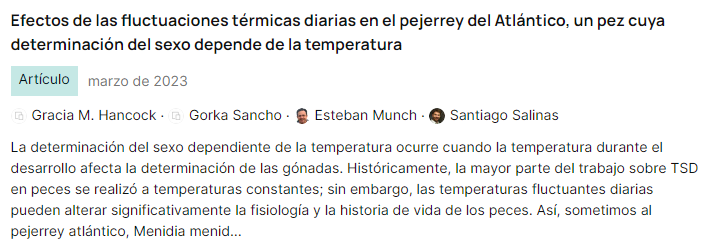 Efectos de las fluctuaciones térmicas diarias en el pejerrey del Atlántico, un pez cuya
determinación del sexo depende de la temperatura
Artículo marzo de 2023
Gracia M. Hancock · Gorka Sancho · Esteban Munch · Santiago Salinas
La determinación del sexo dependiente de la temperatura ocurre cuando la temperatura durante el
desarrollo afecta la determinación de las gónadas. Históricamente, la mayor parte del trabajo sobre TSD
en peces se realizó a temperaturas constantes; sin embargo, las temperaturas fluctuantes diarias
pueden alterar significativamente la fisiología y la historia de vida de los peces. Así, sometimos al
pejerrey atlántico, Menidia menid...